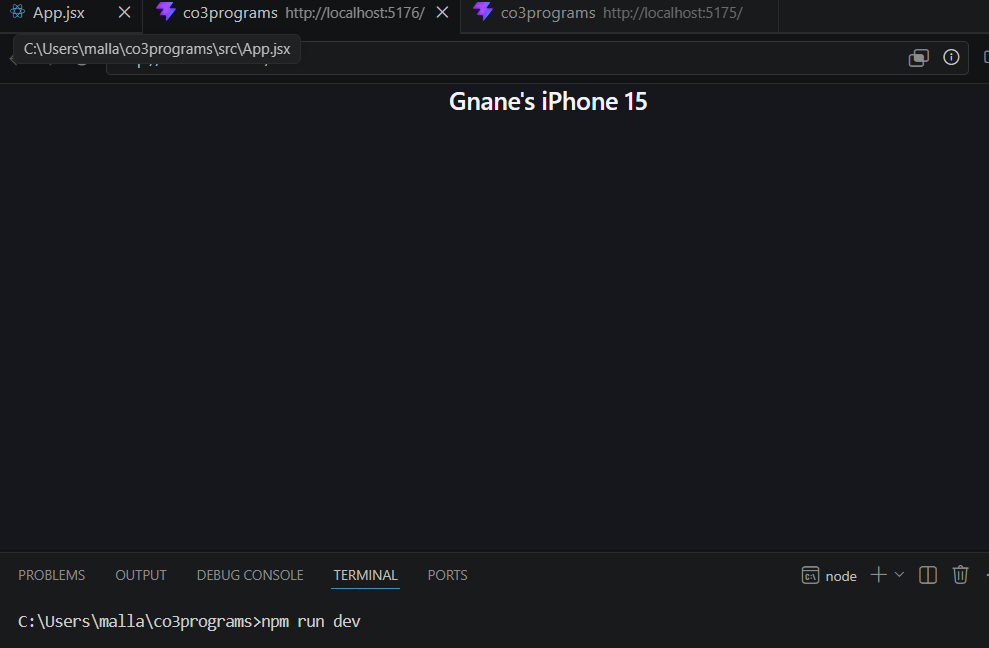 App.jsx
co3programs http://localhost:5176/
co3programs http://localhost:5175/
C:\Users\malla\co3programs\src\App.jsx
Gnane's iPhone 15
PROBLEMS OUTPUT DEBUG CONSOLE TERMINAL PORTS
node
C:\Users\malla\co3programs>npm run dev